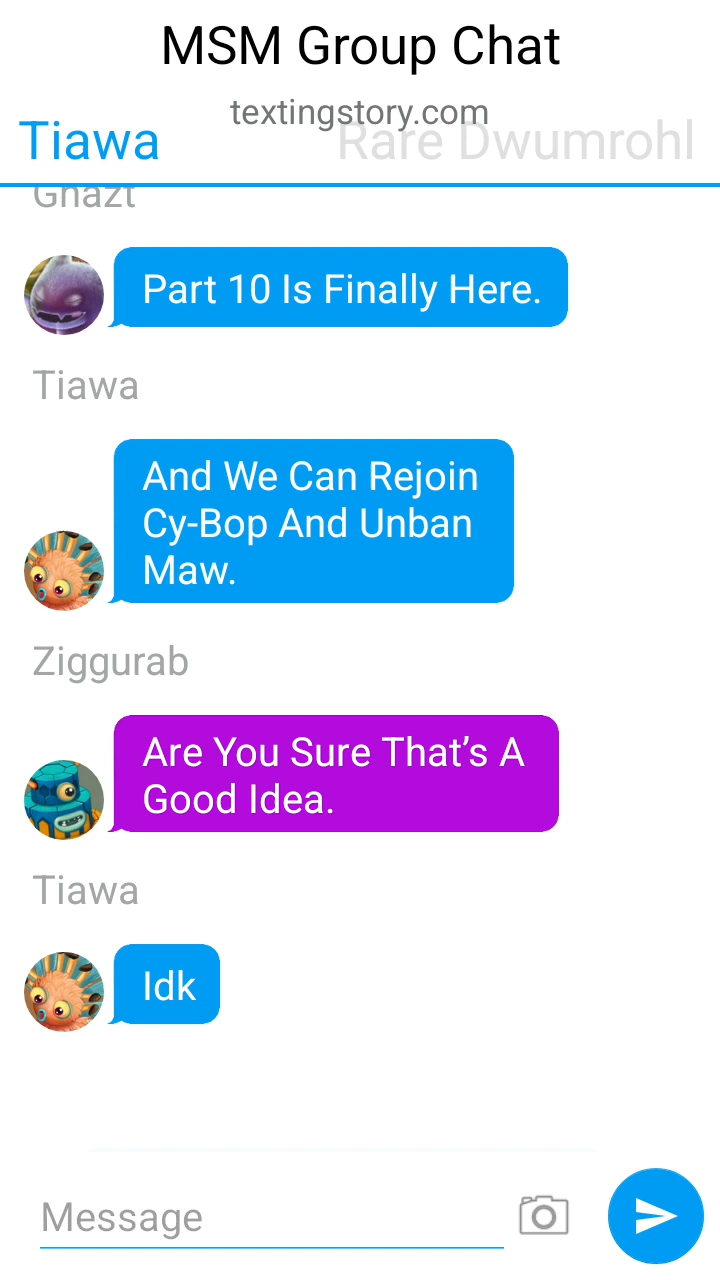 MSM Group Chat
textingstory.com
Tiawa
Rare Dwumrohl
Ghazt
Part 10 Is Finally Here.
Tiawa
And We Can Rejoin
Cy-Bop And Unban
Maw.
Ziggurab
Are You Sure That’s A
Good Idea.
Tiawa
Idk
Message